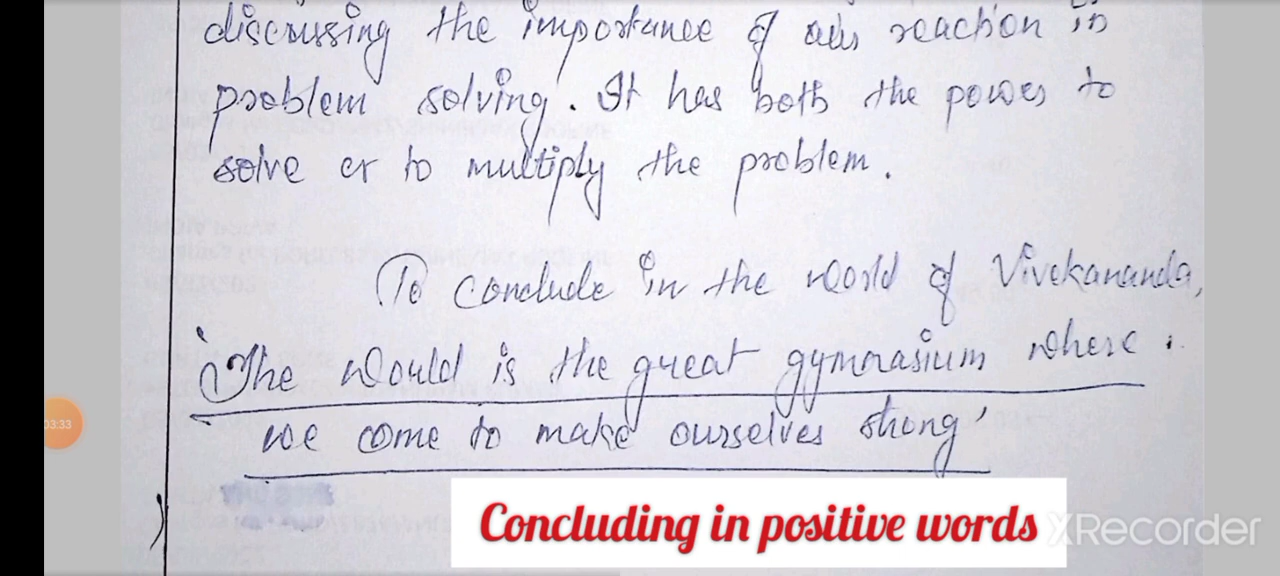 discussing the importance of our reaction in
problem solving. It has both the power to
solve or to multiply the problem.
To conclude in the world of Vivekananda,
'The World is the great gymnasium where
we come to make ourselves strong'
03:33
Concluding in positive words
XRecorder